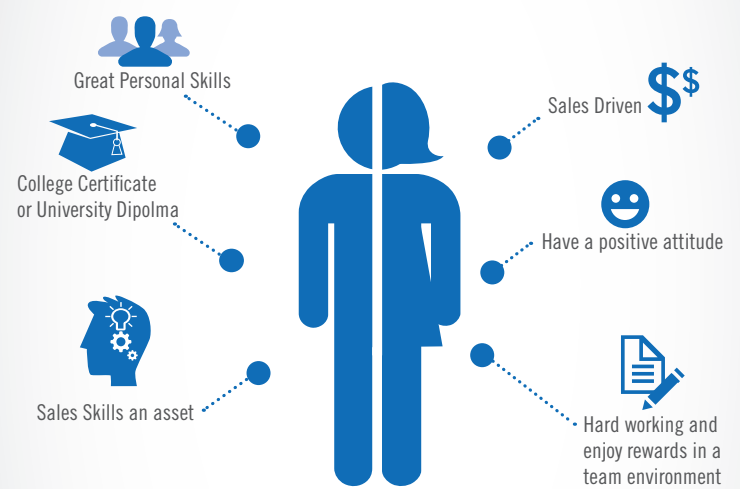 Great Personal Skills
College Certificate
or University Dipolma
Sales Skills an asset
Sales Driven $$
Have a positive attitude
Hard working and
enjoy rewards in a
team environment